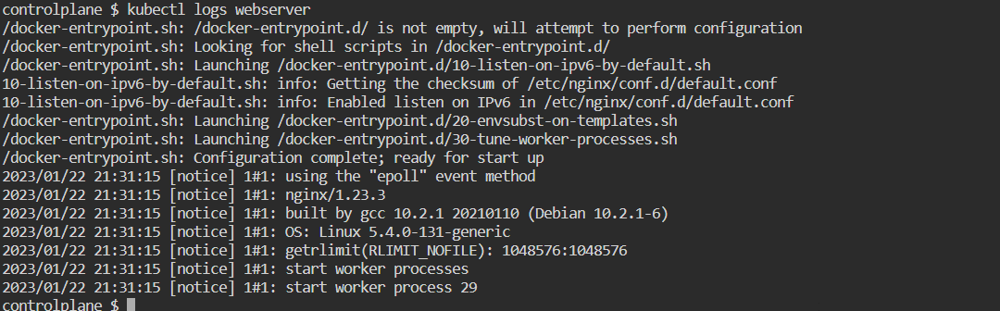 controlplane $ kubectl logs webserver
/docker-entrypoint.sh: /docker-entrypoint.d/ is not empty, will attempt to perform configuration
/docker-entrypoint.sh: Looking for shell scripts in /docker-entrypoint.d/
/docker-entrypoint.sh: Launching /docker-entrypoint.d/10-listen-on-ipv6-by-default.sh
10-listen-on-ipv6-by-default.sh: info: Getting the checksum of /etc/nginx/conf.d/default.conf
10-listen-on-ipv6-by-default.sh: info: Enabled listen on IPv6 in /etc/nginx/conf.d/default.conf
/docker-entrypoint.sh: Launching /docker-entrypoint.d/20-envsubst-on-templates.sh
/docker-entrypoint.sh: Launching /docker-entrypoint.d/30-tune-worker-processes.sh
/docker-entrypoint.sh: Configuration complete; ready for start up
2023/01/22 21:31:15 [notice] 1#1: using the "epoll" event method
2023/01/22 21:31:15 [notice] 1#1: nginx/1.23.3
2023/01/22 21:31:15 [notice] 1#1: built by gcc 10.2.1 20210110 (Debian 10.2.1-6)
2023/01/22 21:31:15 [notice] 1#1: OS: Linux 5.4.0-131-generic
2023/01/22 21:31:15 [notice] 1#1: getrlimit(RLIMIT_NOFILE): 1048576:1048576
2023/01/22 21:31:15 [notice] 1#1: start worker processes
2023/01/22 21:31:15 [notice] 1#1: start worker process 29
controlplane $